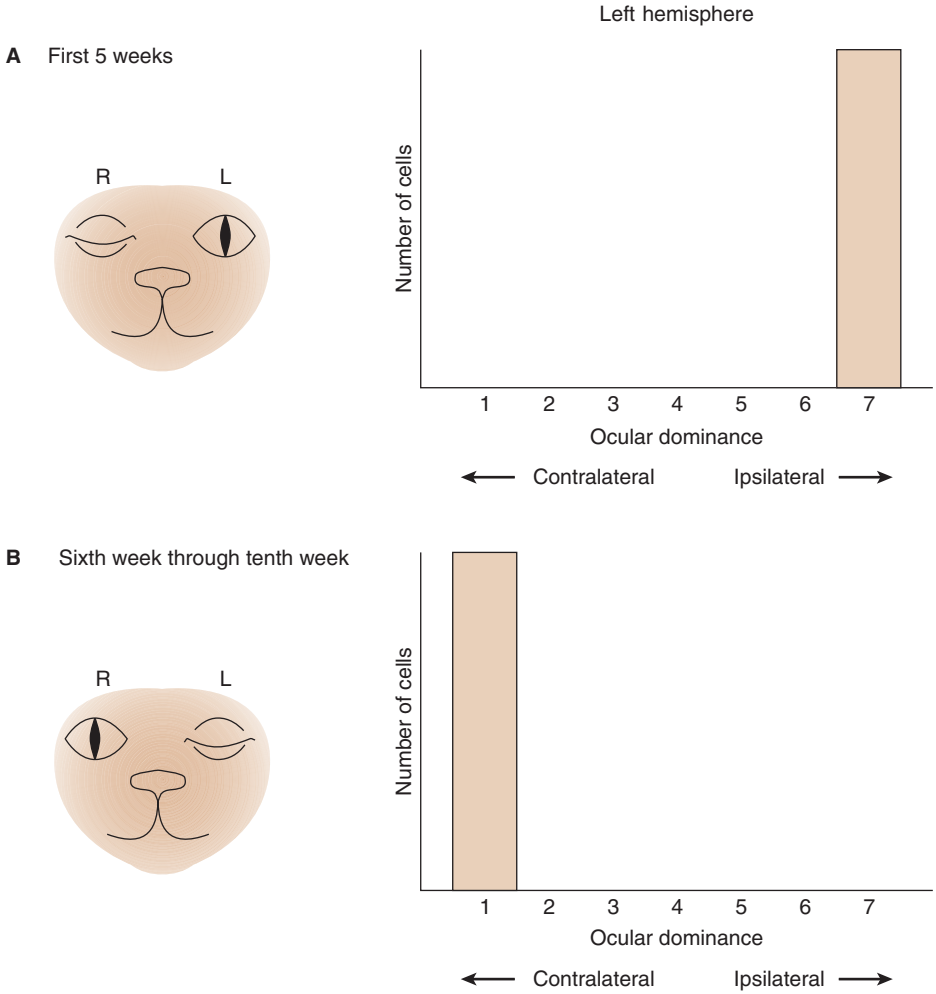 Left hemisphere
A First 5 weeks
R L
Number of cells
1 2 3 4 5 6 7
Ocular dominance
Contralateral Ipsilateral
B Sixth week through tenth week
R L
Number of cells
1 2 3 4 5 6 7
Ocular dominance
Contralateral Ipsilateral